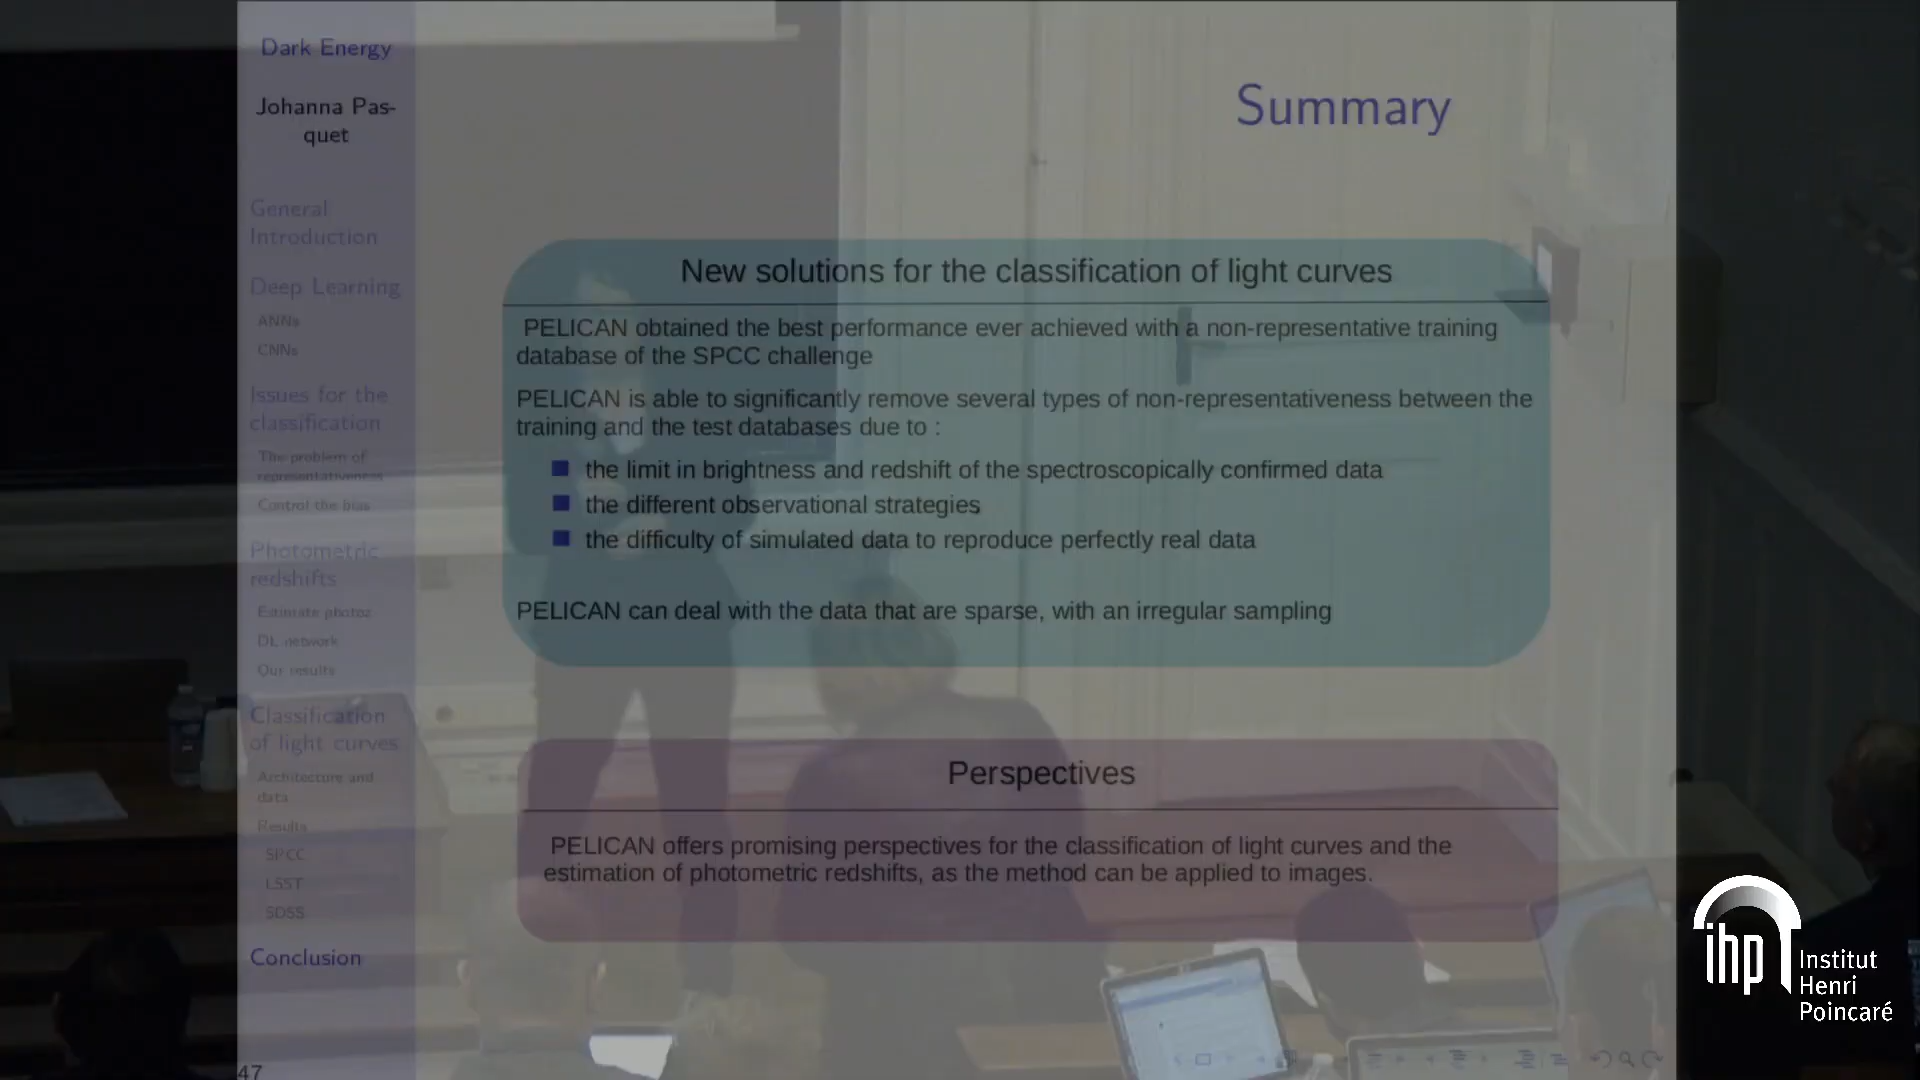 Dark Energy
Johanna Pas-
quet
General
Introduction
Deep Learning
ANNs
CNNs
Issues for the
classification
The problem of
representativeness
Control the bias
Photometric
redshifts
Estimate photoz
DL network
Our results
Classification
of light curves
Architecture and
data
Results
SPCC
LSST
SDSS
Conclusion
47
Summary
New solutions for the classification of light curves
PELICAN obtained the best performance ever achieved with a non-representative training
database of the SPCC challenge
PELICAN is able to significantly remove several types of non-representativeness between the
training and the test databases due to :
the limit in brightness and redshift of the spectroscopically confirmed data
the different observational strategies
the difficulty of simulated data to reproduce perfectly real data
PELICAN can deal with the data that are sparse, with an irregular sampling
Perspectives
PELICAN offers promising perspectives for the classification of light curves and the
estimation of photometric redshifts, as the method can be applied to images.
ihp
Institut
Henri
Poincaré